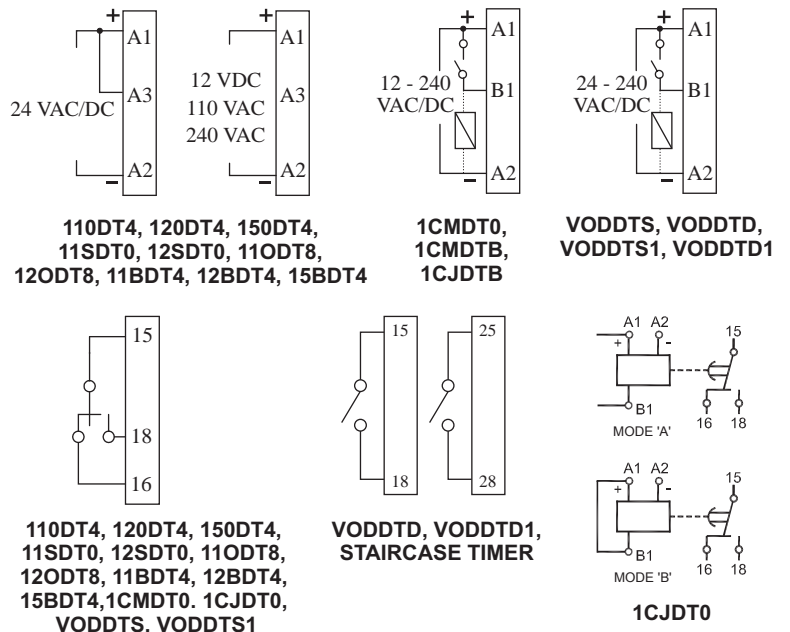 +
A1
A3
24 VAC/DC
A2
–
+
A1
12 VDC
A3
110 VAC
240 VAC
A2
–
110DT4, 120DT4, 150DT4,
11SDT0, 12SDT0, 11ODT8,
12ODT8, 11BDT4, 12BDT4, 15BDT4
+
A1
12 - 240
VAC/DC
B1
A2
–
1CMDT0,
1CMDTB,
1CJDTB
+
A1
24 - 240
VAC/DC
B1
A2
–
VODDTS, VODDTD,
VODDTS1, VODDTD1
15
18
16
110DT4, 120DT4, 150DT4,
11SDT0, 12SDT0, 11ODT8,
12ODT8, 11BDT4, 12BDT4,
15BDT4,1CMDT0. 1CJDT0,
VODDTS, VODDTS1
15
18
25
28
VODDTD, VODDTD1,
STAIRCASE TIMER
A1 A2
15
+ -
B1
16 18
MODE 'A'
A1 A2
15
+ -
B1
16 18
MODE 'B'
1CJDT0